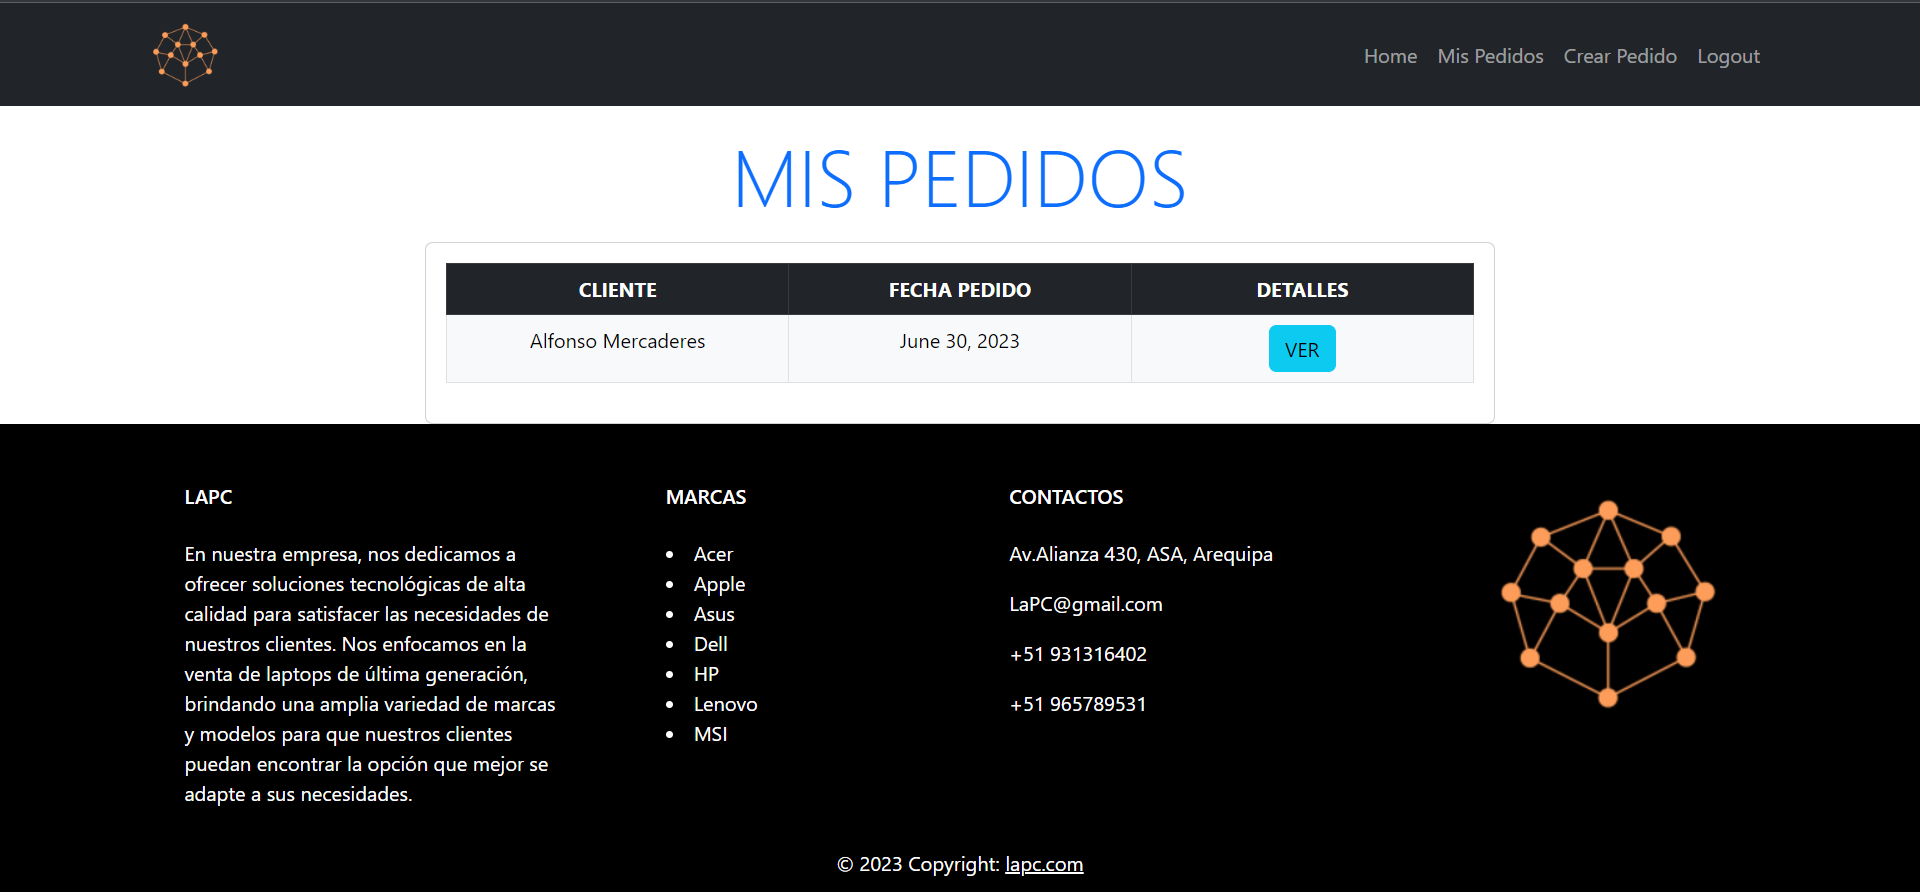 Home Mis Pedidos Crear Pedido Logout
MIS PEDIDOS
CLIENTE FECHA PEDIDO DETALLES
Alfonso Mercaderes June 30, 2023 VER
LAPC
En nuestra empresa, nos dedicamos a
ofrecer soluciones tecnológicas de alta
calidad para satisfacer las necesidades de
nuestros clientes. Nos enfocamos en la
venta de laptops de última generación,
brindando una amplia variedad de marcas
y modelos para que nuestros clientes
puedan encontrar la opción que mejor se
adapte a sus necesidades.
MARCAS
• Acer
• Apple
• Asus
• Dell
• HP
• Lenovo
• MSI
CONTACTOS
Av.Alianza 430, ASA, Arequipa
LaPC@gmail.com
+51 931316402
+51 965789531
© 2023 Copyright: lapc.com